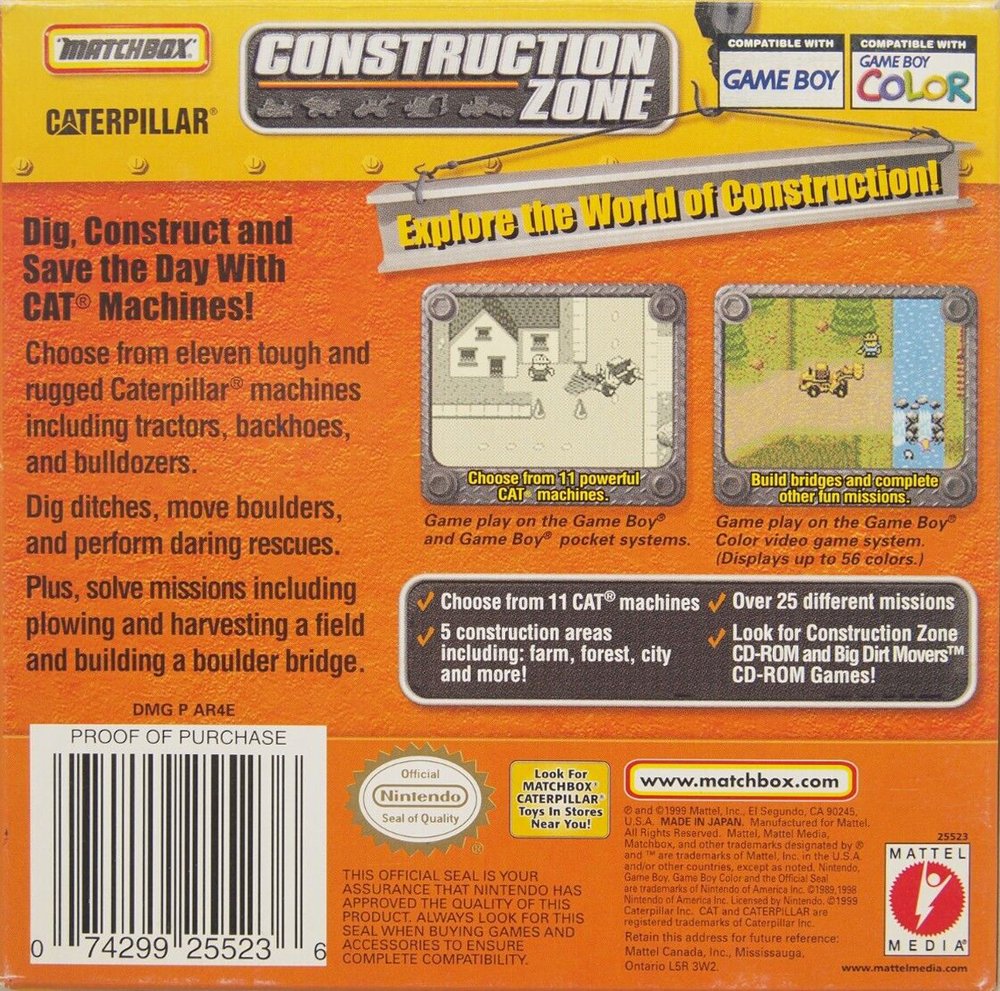 MATCHBOX®
CATERPILLAR®
CONSTRUCTION
ZONE
COMPATIBLE WITH
GAME BOY
COMPATIBLE WITH
GAME BOY
COLOR
Explore the World of Construction!
Dig, Construct and
Save the Day With
CAT® Machines!
Choose from eleven tough and
rugged Caterpillar® machines
including tractors, backhoes,
and bulldozers.
Dig ditches, move boulders,
and perform daring rescues.
Plus, solve missions including
plowing and harvesting a field
and building a boulder bridge.
Choose from 11 powerful
CAT® machines.
Game play on the Game Boy®
and Game Boy® pocket systems.
Build bridges and complete
other fun missions.
Game play on the Game Boy®
Color video game system.
(Displays up to 56 colors.)
✓ Choose from 11 CAT® machines
✓ 5 construction areas
including: farm, forest, city
and more!
✓ Over 25 different missions
✓ Look for Construction Zone
CD-ROM and Big Dirt Movers™
CD-ROM Games!
DMG P AR4E
PROOF OF PURCHASE
0 74299 25523 6
Official
Nintendo
Seal of Quality
®
THIS OFFICIAL SEAL IS YOUR
ASSURANCE THAT NINTENDO HAS
APPROVED THE QUALITY OF THIS
PRODUCT. ALWAYS LOOK FOR THIS
SEAL WHEN BUYING GAMES AND
ACCESSORIES TO ENSURE
COMPLETE COMPATIBILITY.
Look For
MATCHBOX®
CATERPILLAR®
Toys In Stores
Near You!
www.matchbox.com
℗ and ©1999 Mattel, Inc., El Segundo, CA 90245,
U.S.A. MADE IN JAPAN. Manufactured for Mattel.
All Rights Reserved. Mattel, Mattel Media,
Matchbox, and other trademarks designated by ®
and ™ are trademarks of Mattel, Inc. in the U.S.A.
and/or other countries, except as noted. Nintendo,
Game Boy, Game Boy Color and the Official Seal
are trademarks of Nintendo of America Inc. ©1989,1998
Nintendo of America Inc. Licensed by Nintendo. ©1999
Caterpillar Inc. CAT and CATERPILLAR are
registered trademarks of Caterpillar Inc.
Retain this address for future reference:
Mattel Canada, Inc., Mississauga,
Ontario L5R 3W2.
25523
MATTEL
MEDIA®
www.mattelmedia.com